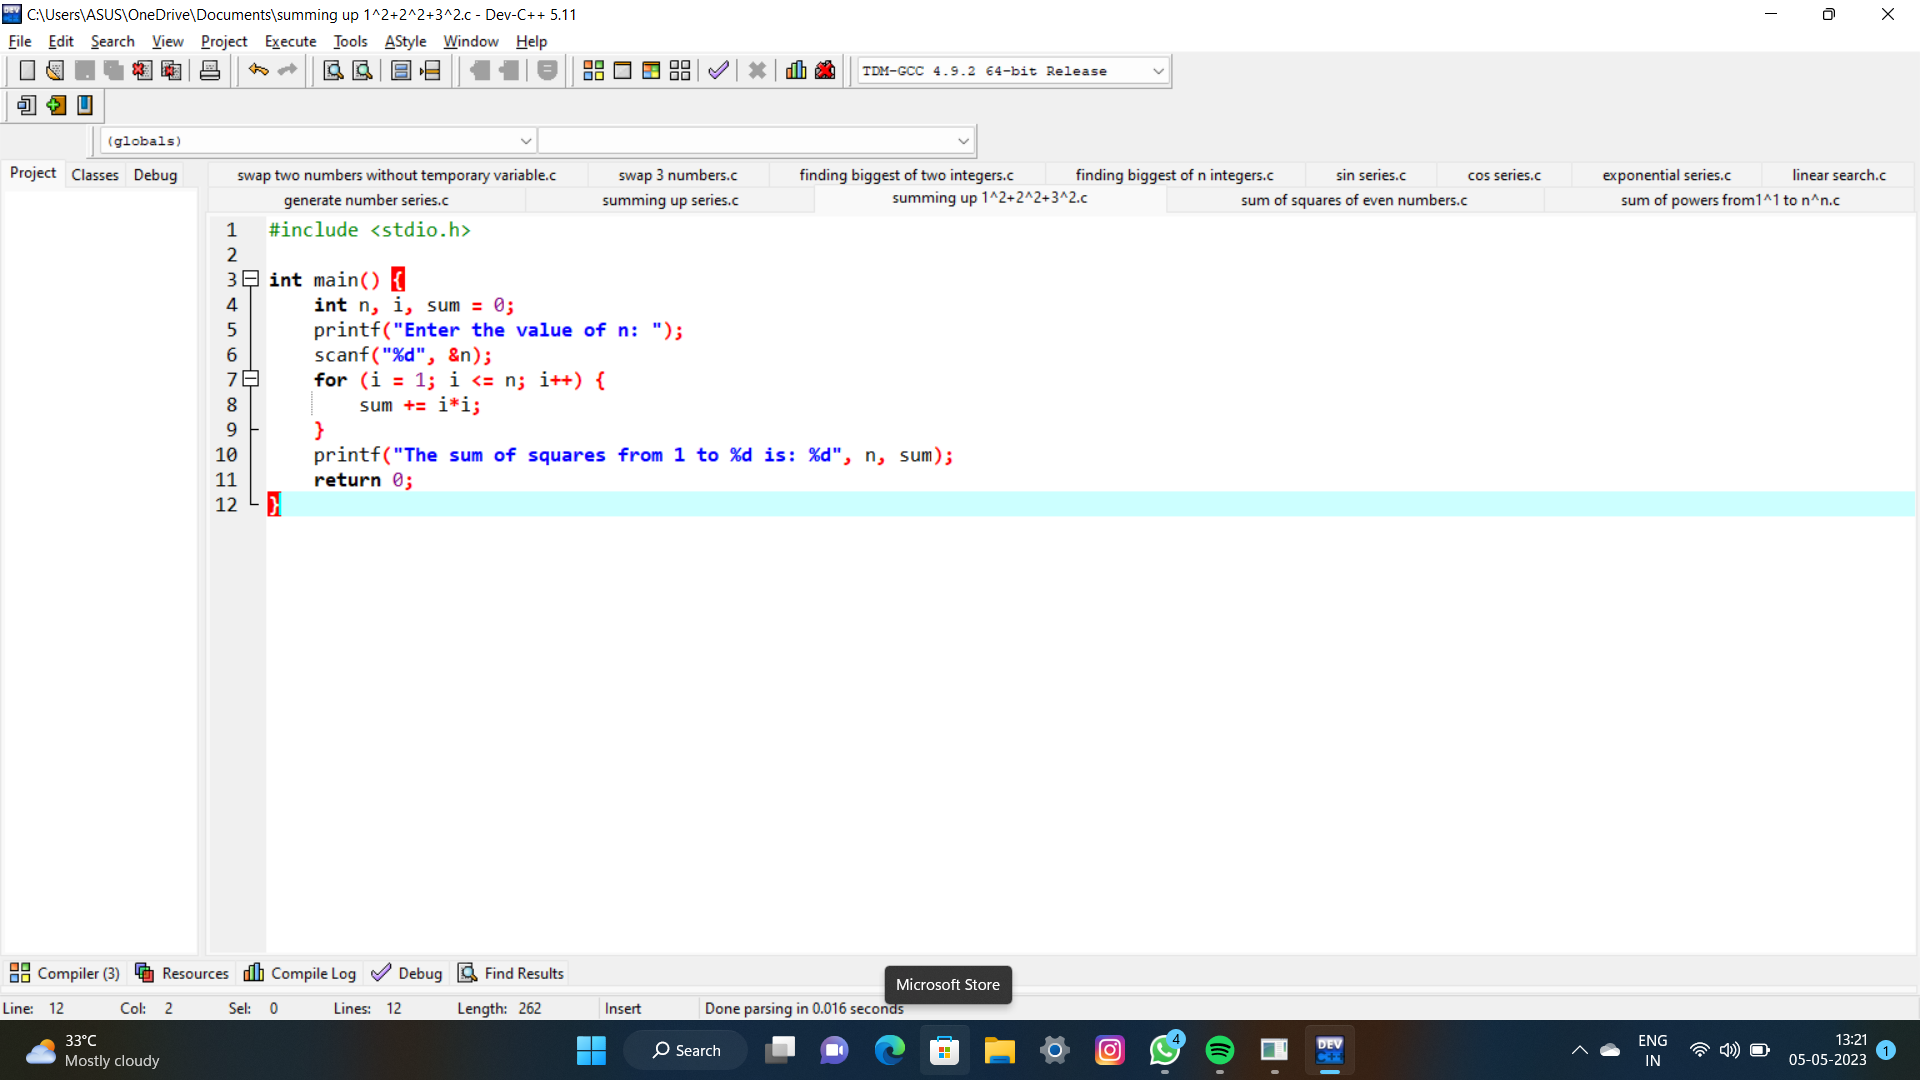 C:\Users\ASUS\OneDrive\Documents\summing up 1^2+2^2+3^2.c - Dev-C++ 5.11
File Edit Search View Project Execute Tools AStyle Window Help
TDM-GCC 4.9.2 64-bit Release
(globals)
Project Classes Debug
swap two numbers without temporary variable.c swap 3 numbers.c finding biggest of two integers.c finding biggest of n integers.c sin series.c cos series.c exponential series.c linear search.c
generate number series.c summing up series.c summing up 1^2+2^2+3^2.c sum of squares of even numbers.c sum of powers from1^1 to n^n.c
1 #include <stdio.h>
2
3 int main() {
4 int n, i, sum = 0;
5 printf("Enter the value of n: ");
6 scanf("%d", &n);
7 for (i = 1; i <= n; i++) {
8 sum += i*i;
9 }
10 printf("The sum of squares from 1 to %d is: %d", n, sum);
11 return 0;
12 }
Compiler (3) Resources Compile Log Debug Find Results
Microsoft Store
Line: 12 Col: 2 Sel: 0 Lines: 12 Length: 262 Insert Done parsing in 0.016 seconds
33°C
Mostly cloudy
Search
4
DEV
C++
ENG
IN
13:21
05-05-2023
1